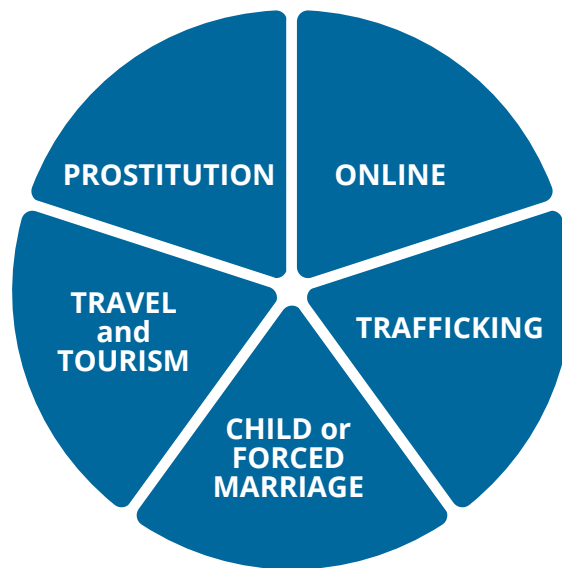 PROSTITUTION
ONLINE
TRAVEL
and
TOURISM
TRAFFICKING
CHILD or
FORCED
MARRIAGE